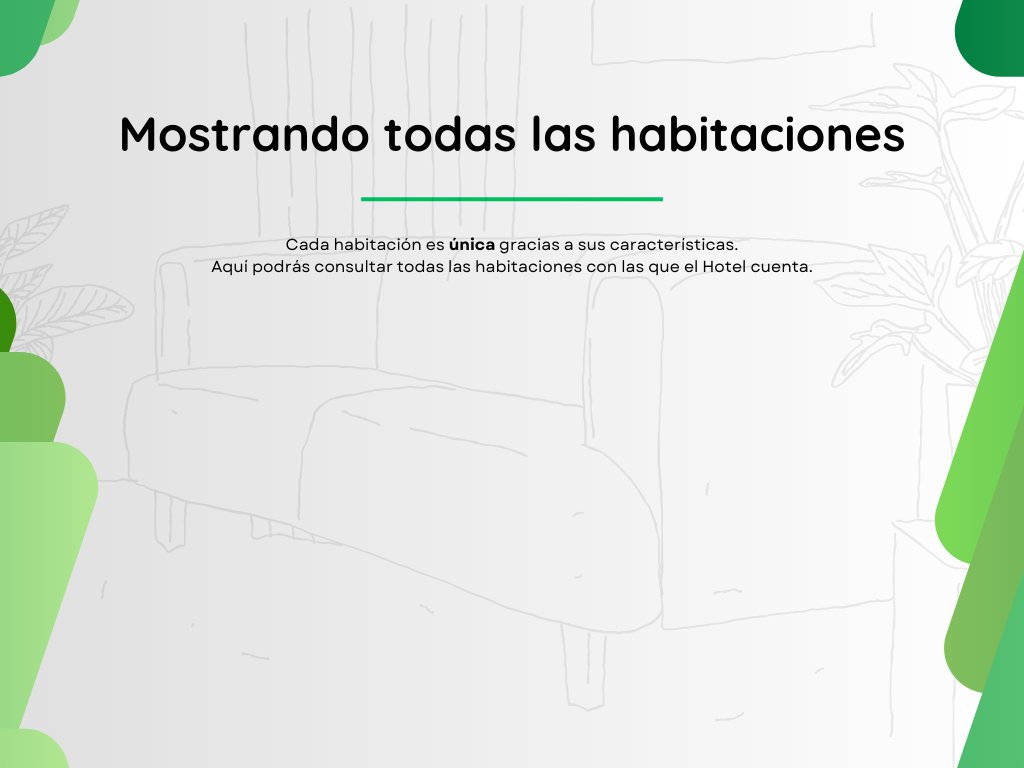 Mostrando todas las habitaciones
Cada habitación es única gracias a sus características.
Aquí podrás consultar todas las habitaciones con las que el Hotel cuenta.